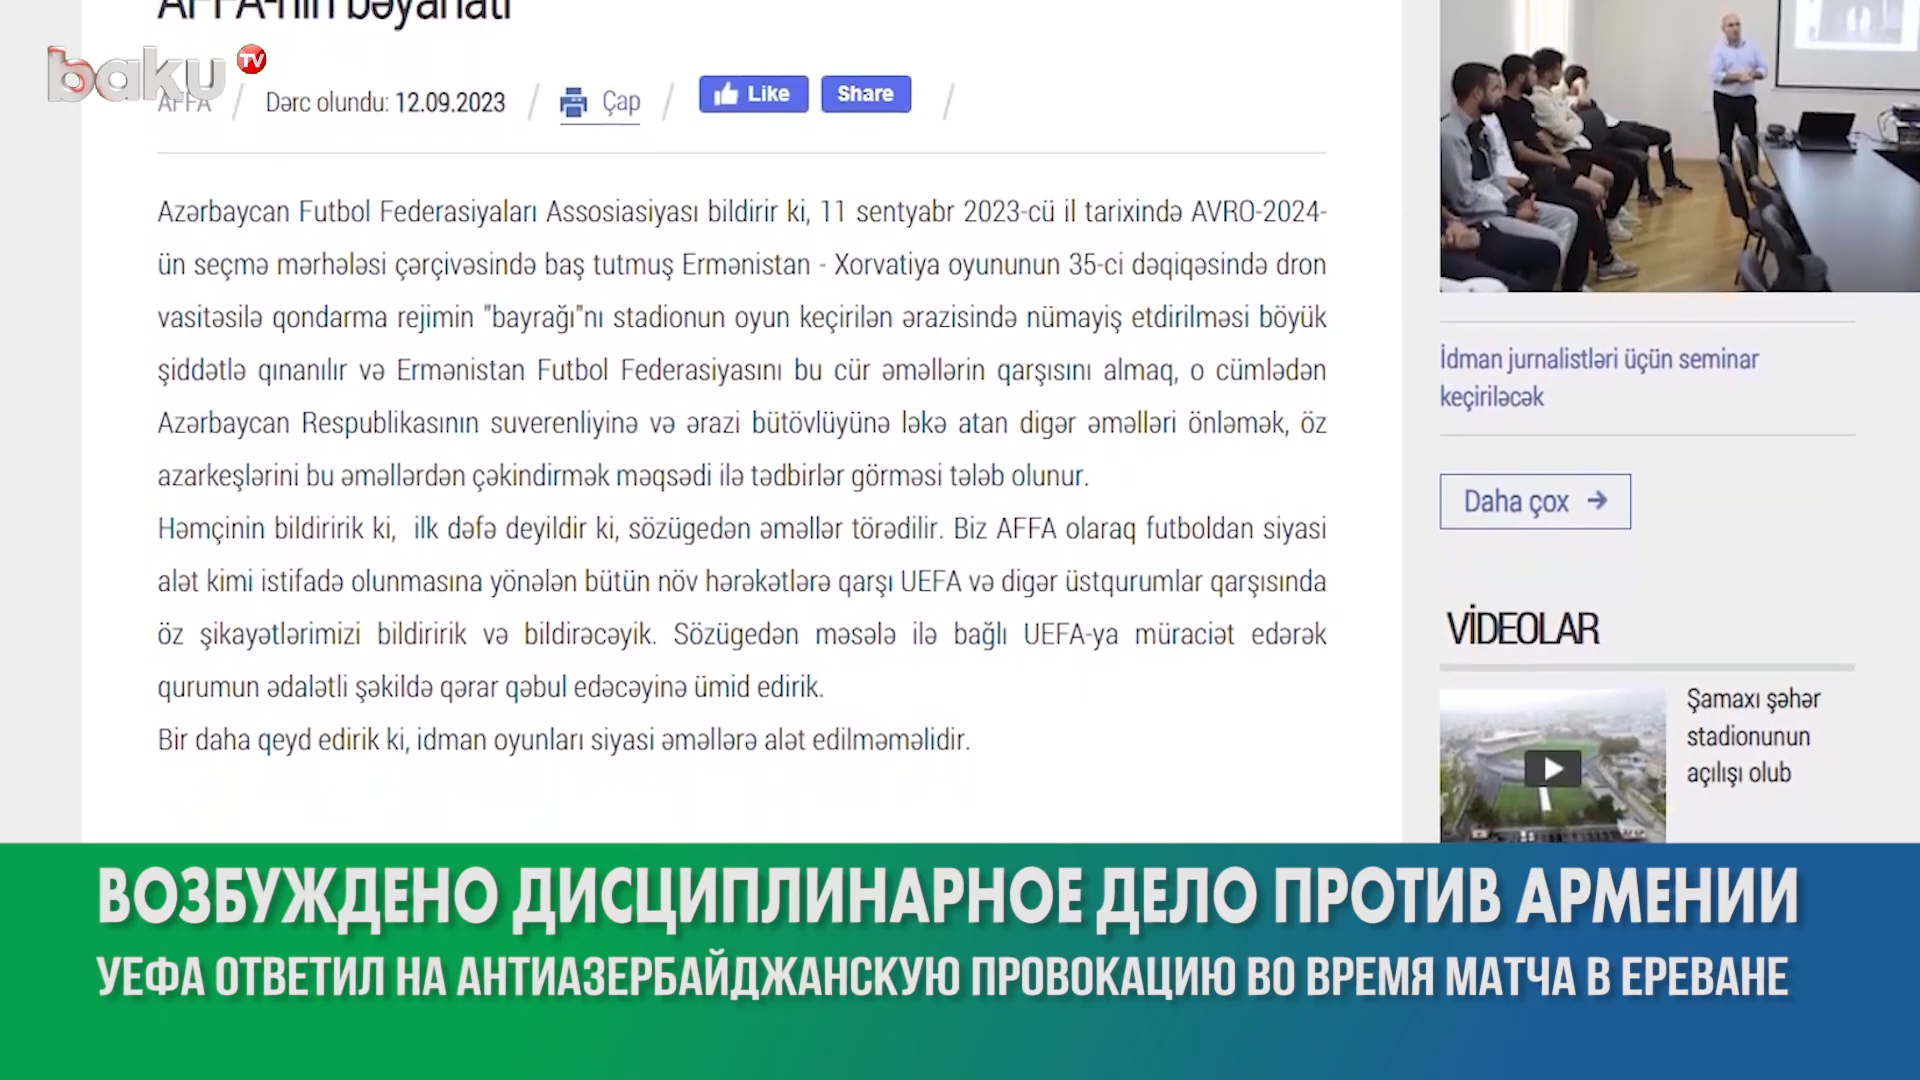 AFFA-nın bəyanatı
baku TV
AFFA / Dərc olundu: 12.09.2023 / Çap / Like Share /
Azərbaycan Futbol Federasiyaları Assosiasiyası bildirir ki, 11 sentyabr 2023-cü il tarixində AVRO-2024-
ün seçmə mərhələsi çərçivəsində baş tutmuş Ermənistan - Xorvatiya oyununun 35-ci dəqiqəsində dron
vasitəsilə qondarma rejimin "bayrağı"nı stadionun oyun keçirilən ərazisində nümayiş etdirilməsi böyük
şiddətlə qınanılır və Ermənistan Futbol Federasiyasını bu cür əməllərin qarşısını almaq, o cümlədən
Azərbaycan Respublikasının suverenliyinə və ərazi bütövlüyünə ləkə atan digər əməlləri önləmək, öz
azarkeşlərini bu əməllərdən çəkindirmək məqsədi ilə tədbirlər görməsi tələb olunur.
Həmçinin bildiririk ki, ilk dəfə deyildir ki, sözügedən əməllər törədilir. Biz AFFA olaraq futboldan siyasi
alət kimi istifadə olunmasına yönələn bütün növ hərəkətlərə qarşı UEFA və digər üstqurumlar qarşısında
öz şikayətlərimizi bildiririk və bildirəcəyik. Sözügedən məsələ ilə bağlı UEFA-ya müraciət edərək
qurumun ədalətli şəkildə qərar qəbul edəcəyinə ümid edirik.
Bir daha qeyd edirik ki, idman oyunları siyasi əməllərə alət edilməməlidir.
İdman jurnalistləri üçün seminar
keçiriləcək
Daha çox →
VİDEOLAR
Şamaxı şəhər
stadionunun
açılışı olub
ВОЗБУЖДЕНО ДИСЦИПЛИНАРНОЕ ДЕЛО ПРОТИВ АРМЕНИИ
УЕФА ОТВЕТИЛ НА АНТИАЗЕРБАЙДЖАНСКУЮ ПРОВОКАЦИЮ ВО ВРЕМЯ МАТЧА В ЕРЕВАНЕ